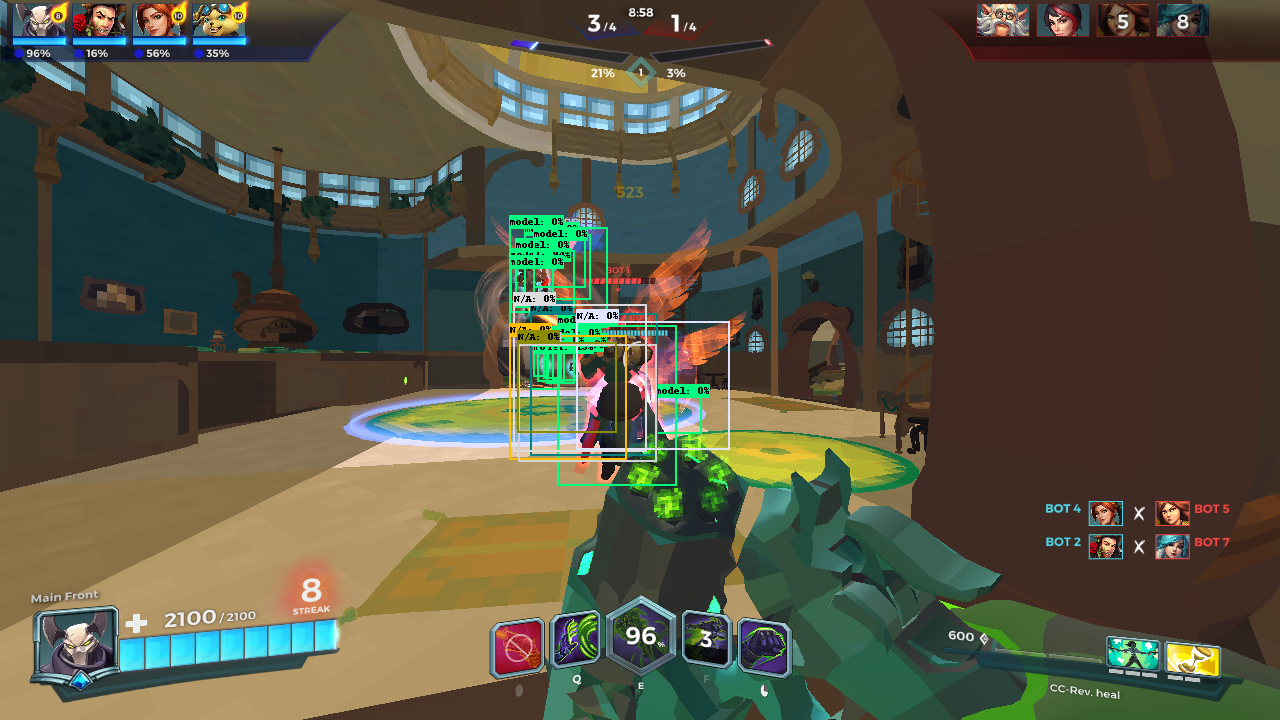 8
10
10
96%
16%
56%
35%
3/4
8:58
1/4
21%
1
3%
5
8
523
model: 0%
model: 0%
model: 0%
model: 0%
BOT 1
N/A: 0%
N/A: 0%
N/A: 0%
model: 0%
BOT 4 X BOT 5
BOT 2 X BOT 7
Main Front
2100/2100
8
STREAK
96%
3
Q
E
F
600
CC-Rev. heal